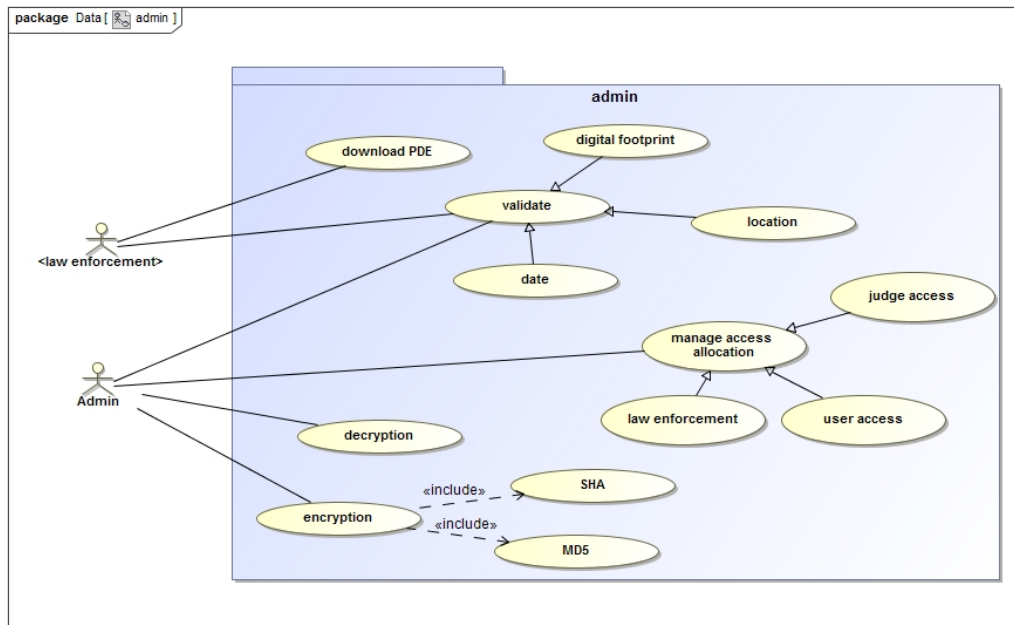 package Data [ admin ]
admin
digital footprint
download PDE
validate
location
<law enforcement>
date
judge access
manage access
allocation
Admin
law enforcement
user access
decryption
SHA
«include»
encryption
«include»
MD5